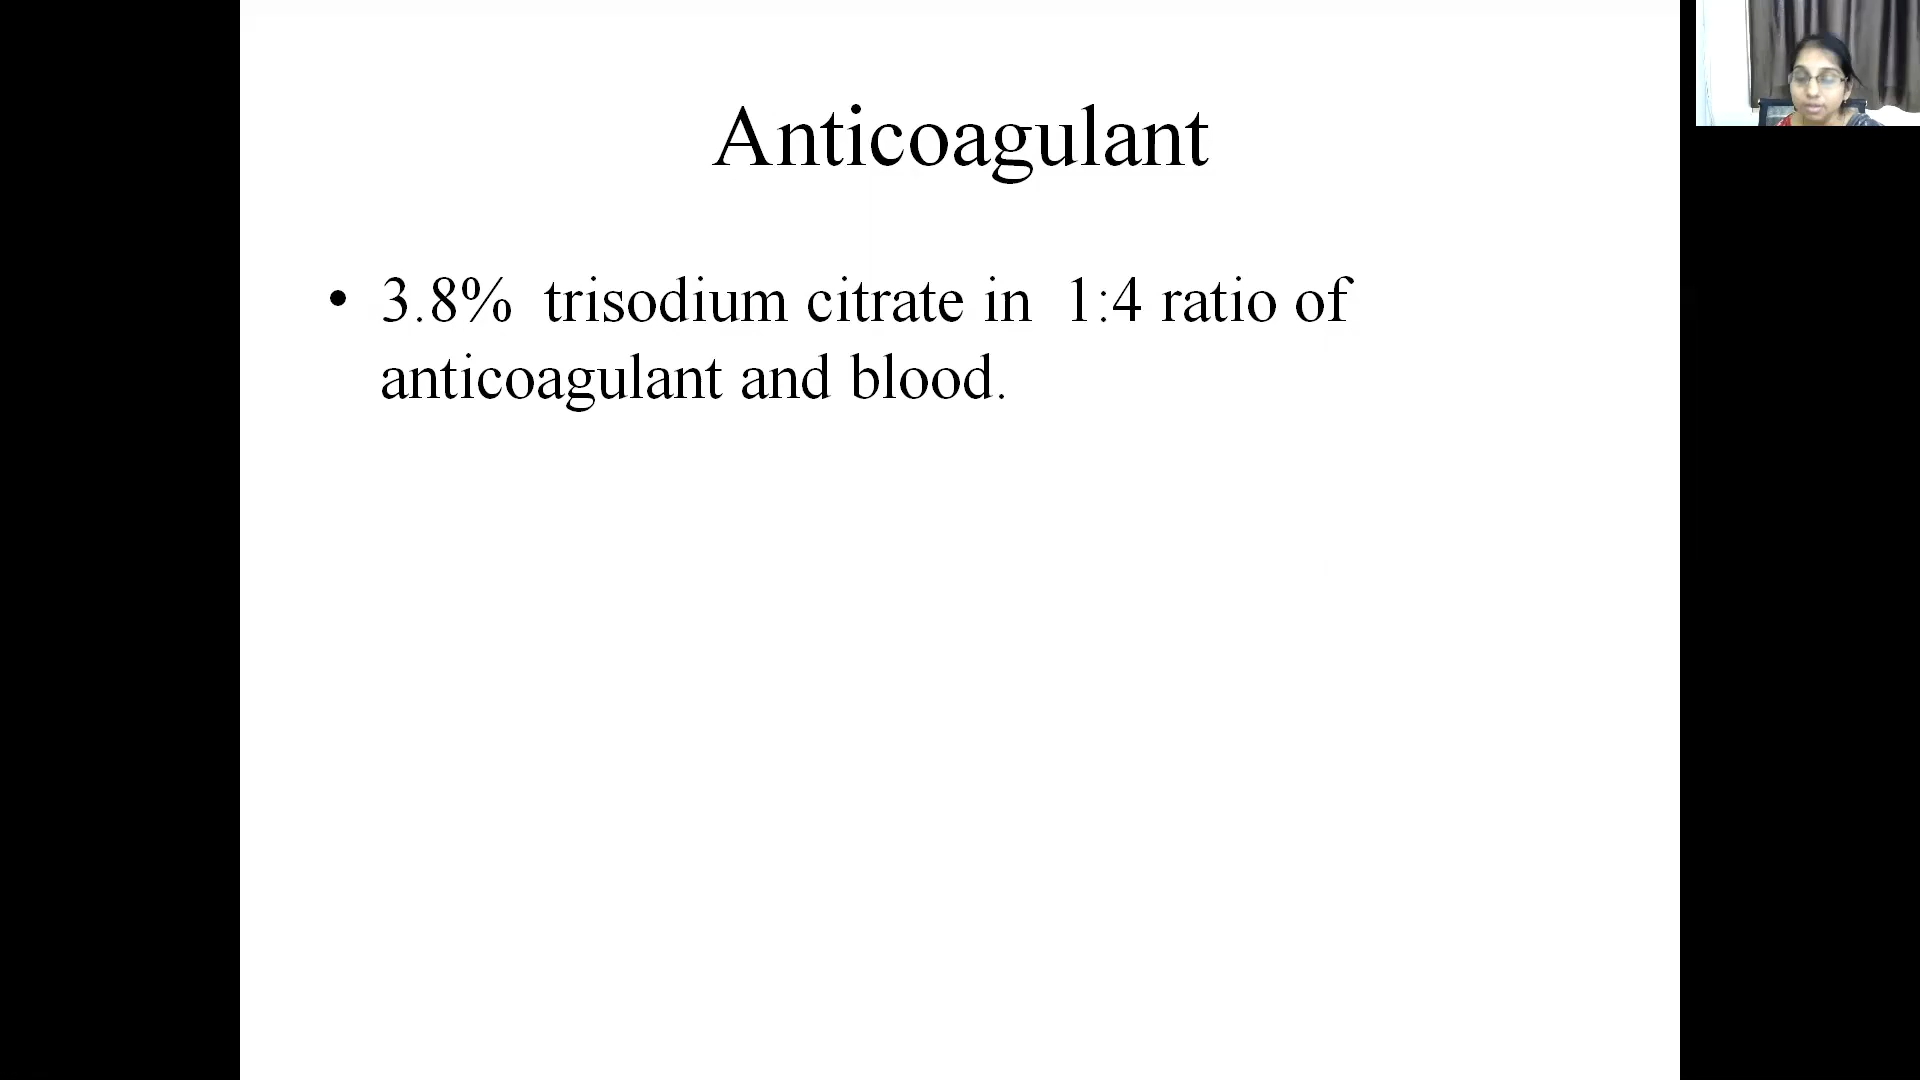 Anticoagulant
• 3.8% trisodium citrate in 1:4 ratio of
anticoagulant and blood.